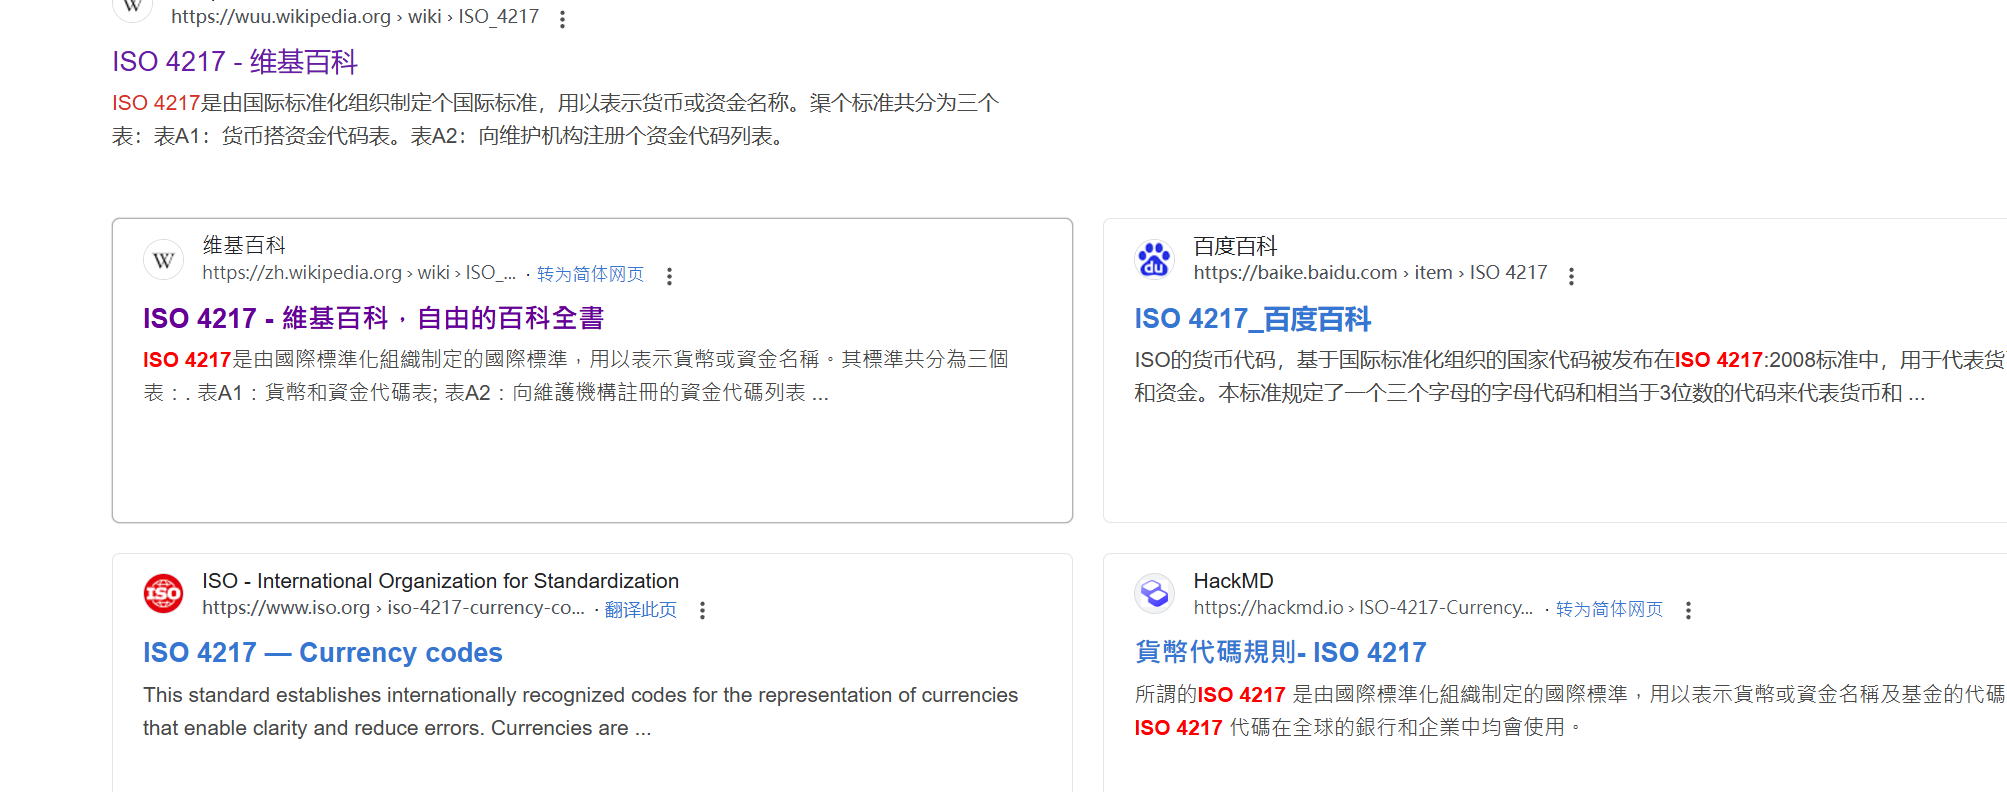 https://wuu.wikipedia.org › wiki › ISO_4217
ISO 4217 - 维基百科
ISO 4217是由国际标准化组织制定个国际标准，用以表示货币或资金名称。渠个标准共分为三个
表：表A1：货币搭资金代码表。表A2：向维护机构注册个资金代码列表。
维基百科
https://zh.wikipedia.org › wiki › ISO_... · 转为简体网页
ISO 4217 - 維基百科，自由的百科全書
ISO 4217是由國際標準化組織制定的國際標準，用以表示貨幣或資金名稱。其標準共分為三個
表：. 表A1：貨幣和資金代碼表; 表A2：向維護機構註冊的資金代碼列表 ...
百度百科
https://baike.baidu.com › item › ISO 4217
ISO 4217_百度百科
ISO的货币代码，基于国际标准化组织的国家代码被发布在ISO 4217:2008标准中，用于代表货
和资金。本标准规定了一个三个字母的字母代码和相当于3位数的代码来代表货币和 ...
ISO - International Organization for Standardization
https://www.iso.org › iso-4217-currency-co... · 翻译此页
ISO 4217 — Currency codes
This standard establishes internationally recognized codes for the representation of currencies
that enable clarity and reduce errors. Currencies are ...
HackMD
https://hackmd.io › ISO-4217-Currency... · 转为简体网页
貨幣代碼規則- ISO 4217
所謂的ISO 4217 是由國際標準化組織制定的國際標準，用以表示貨幣或資金名稱及基金的代碼
ISO 4217 代碼在全球的銀行和企業中均會使用。